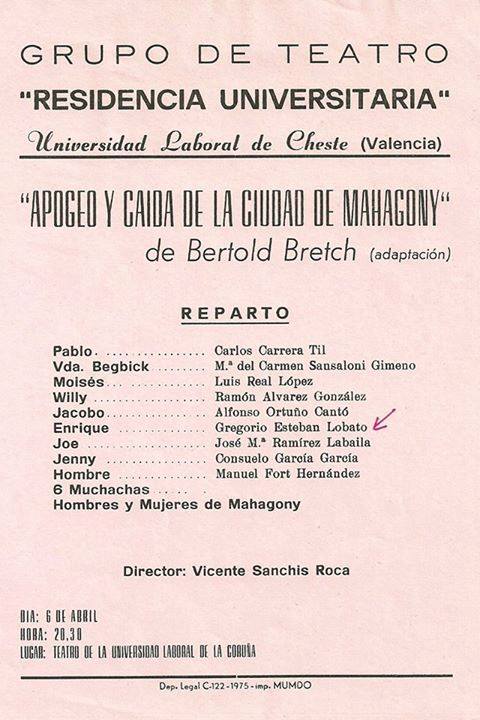 GRUPO DE TEATRO
"RESIDENCIA UNIVERSITARIA"
Universidad Laboral de Cheste (Valencia)
"APOGEO Y CAIDA DE LA CIUDAD DE MAHAGONY"
de Bertold Bretch (adaptación)
REPARTO
Pablo. .................. Carlos Carrera Til
Vda. Begbick ........ M.ª del Carmen Sansaloni Gimeno
Moisés. ............... Luis Real López
Willy .................. Ramón Alvarez González
Jacobo. ............... Alfonso Ortuño Cantó
Enrique ............... Gregorio Esteban Lobato
Joe ..................... José M.ª Ramírez Labaila
Jenny .................. Consuelo García García
Hombre ............... Manuel Fort Hernández
6 Muchachas ..... .
Hombres y Mujeres de Mahagony
Director: Vicente Sanchis Roca
DIA: 6 DE ABRIL
HORA: 20,30
LUGAR: TEATRO DE LA UNIVERSIDAD LABORAL DE LA CORUÑA
Dep. Legal C-122-1975-imp. MUMDO